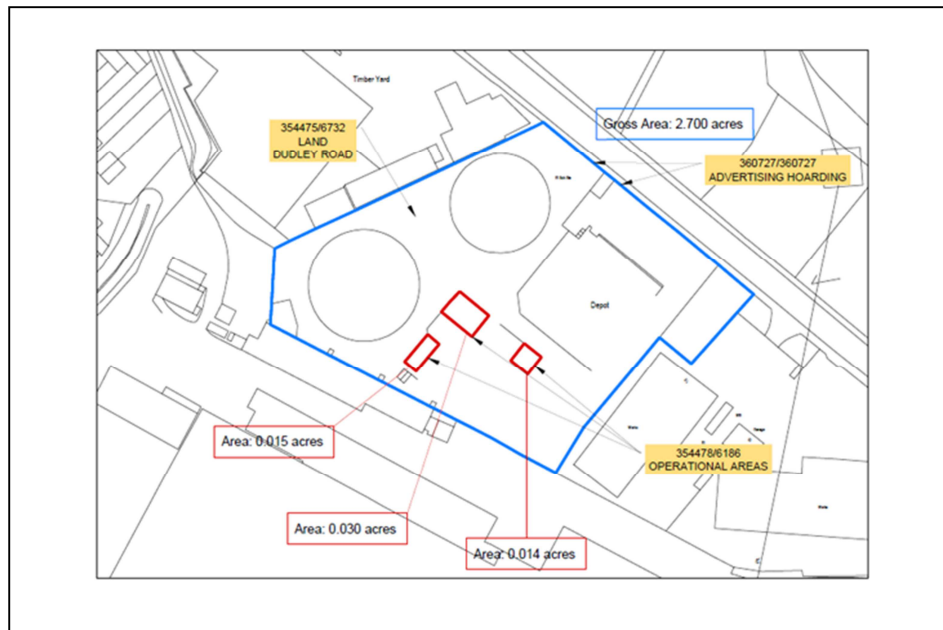 Timber Yard
354475/6732
LAND
DUDLEY ROAD
Gross Area: 2.700 acres
360727/360727
ADVERTISING HOARDING
Depot
Area: 0.015 acres
354478/6186
OPERATIONAL AREAS
Area: 0.030 acres
Area: 0.014 acres